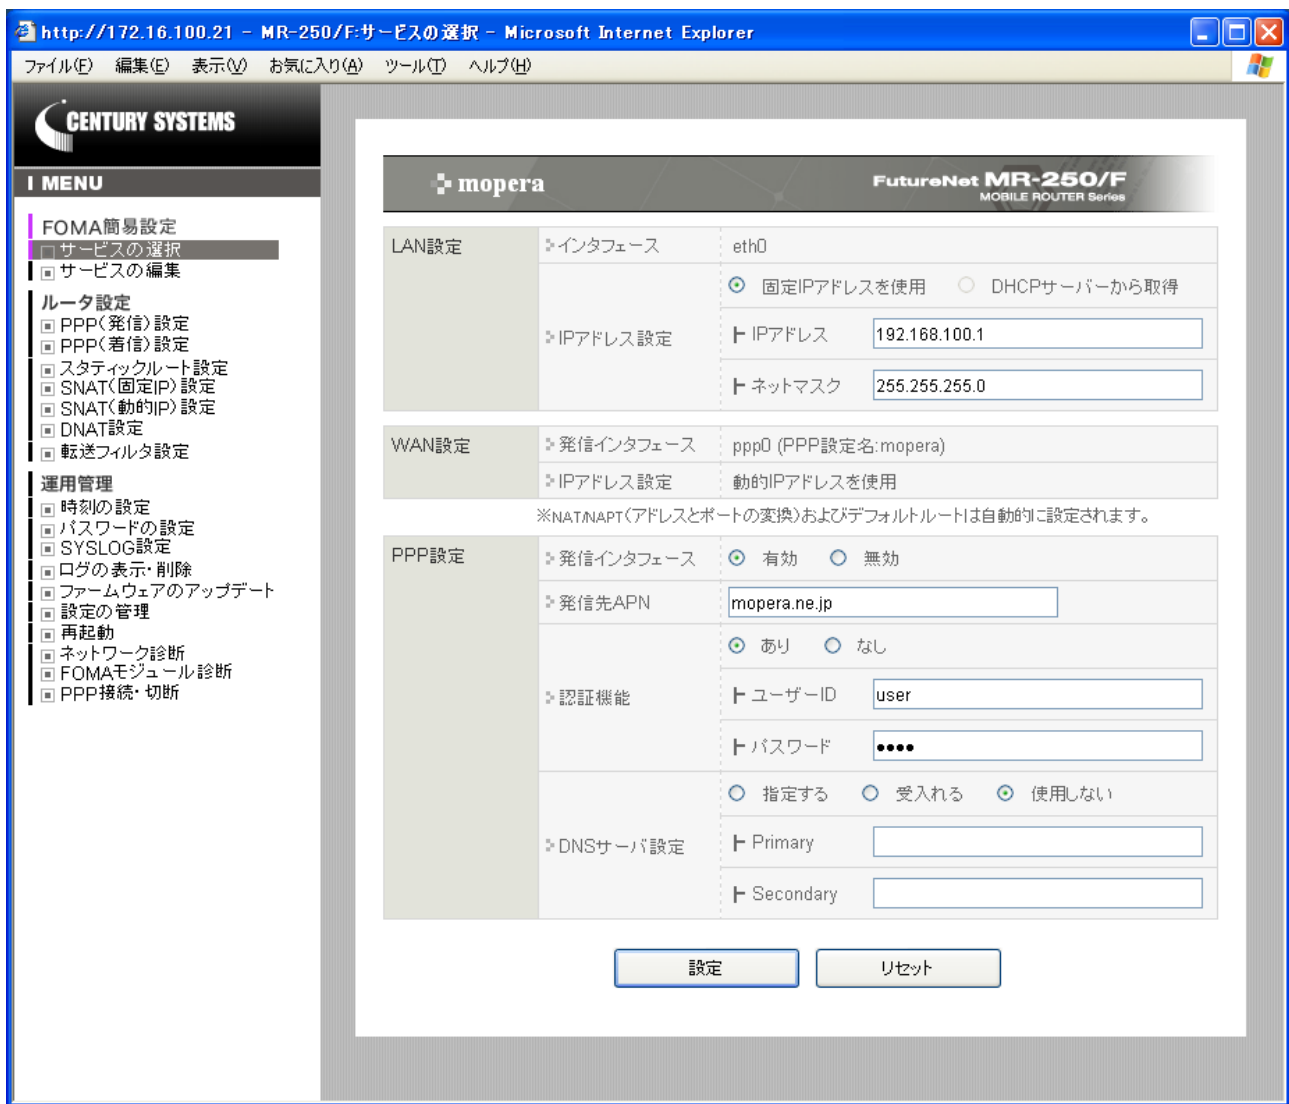 http://172.16.100.21 - MR-250/F:サービスの選択 - Microsoft Internet Explorer
ファイル(F) 編集(E) 表示(V) お気に入り(A) ツール(T) ヘルプ(H)
CENTURY SYSTEMS
MENU
FOMA簡易設定
サービスの選択
サービスの編集
ルータ設定
PPP(発信)設定
PPP(着信)設定
スタティックルート設定
SNAT(固定IP)設定
SNAT(動的IP)設定
DNAT設定
転送フィルタ設定
運用管理
時刻の設定
パスワードの設定
SYSLOG設定
ログの表示・削除
ファームウェアのアップデート
設定の管理
再起動
ネットワーク診断
FOMAモジュール診断
PPP接続・切断
mopera
FutureNet MR-250/F
MOBILE ROUTER Series
LAN設定 インタフェース eth0
固定IPアドレスを使用 DHCPサーバーから取得
IPアドレス設定 IPアドレス 192.168.100.1
ネットマスク 255.255.255.0
WAN設定 発信インタフェース ppp0 (PPP設定名:mopera)
IPアドレス設定 動的IPアドレスを使用
※NAT/NAPT(アドレスとポートの変換)およびデフォルトルートは自動的に設定されます。
PPP設定 発信インタフェース 有効 無効
発信先APN mopera.ne.jp
あり なし
認証機能 ユーザーID user
パスワード ●●●●
指定する 受入れる 使用しない
DNSサーバ設定 Primary
Secondary
設定 リセット